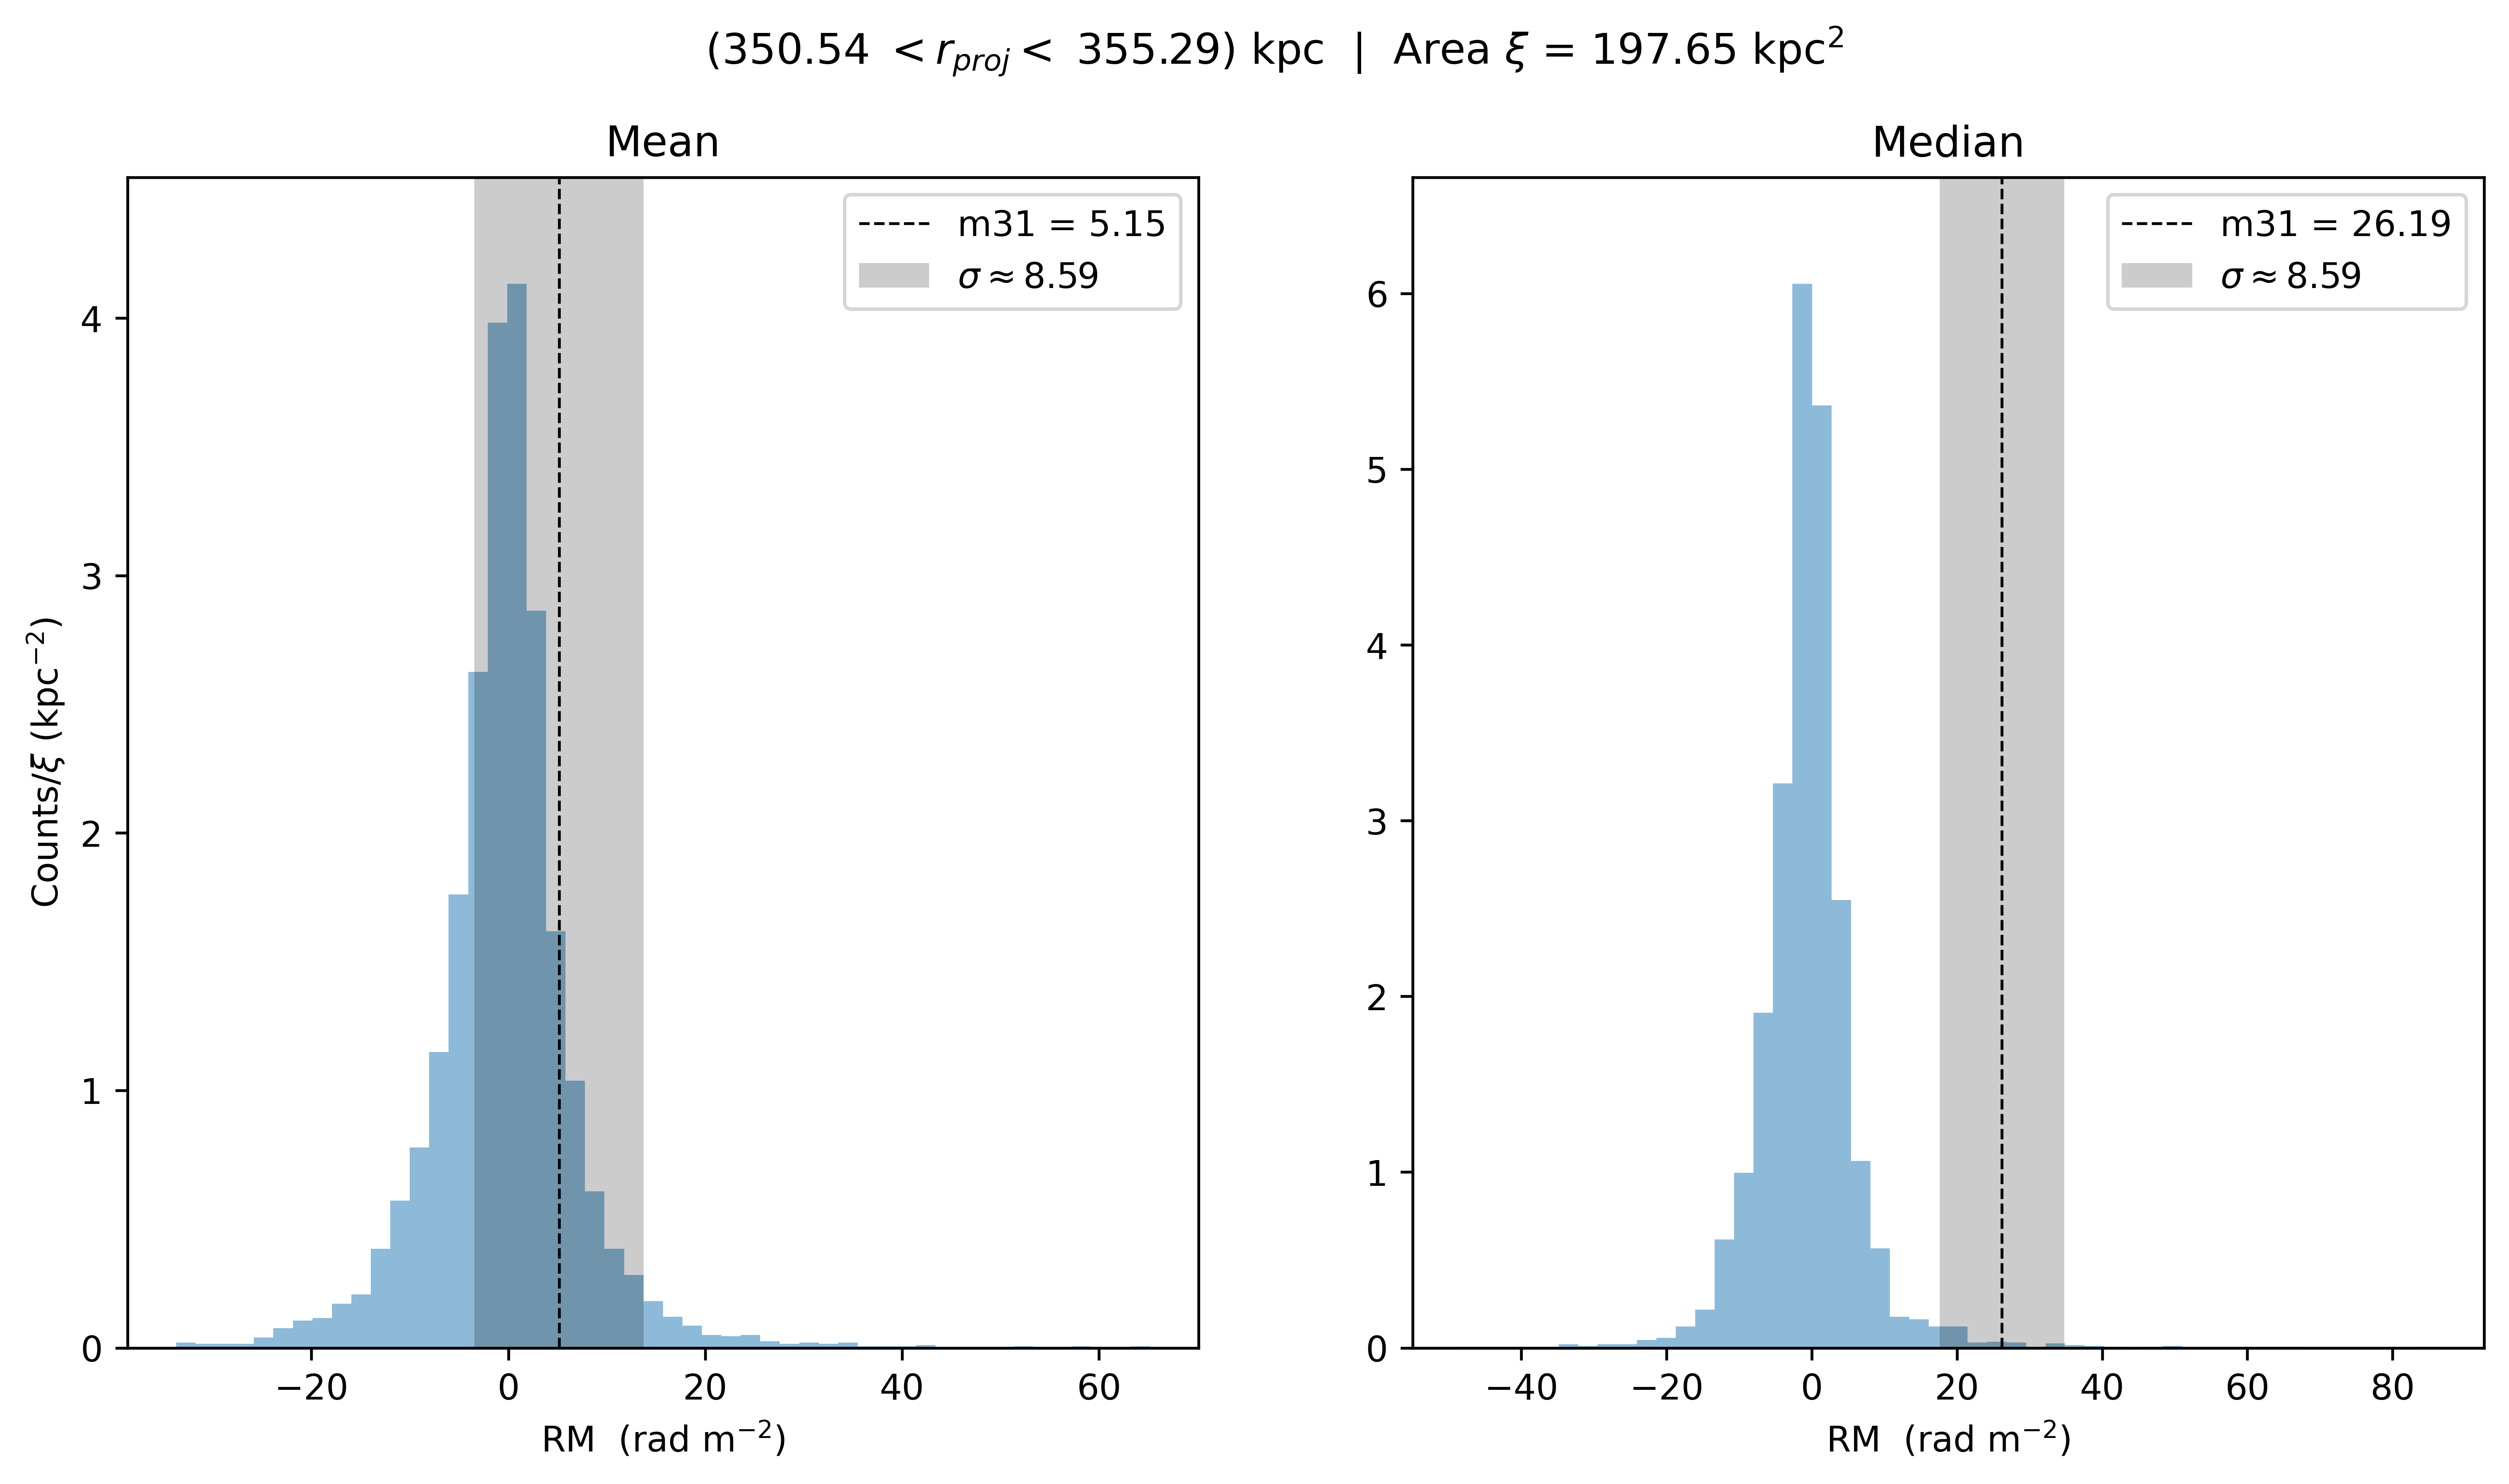 (350.54 < r_proj < 355.29) kpc | Area ξ = 197.65 kpc²
Mean
m31 = 5.15
σ ≈ 8.59
4
3
2
1
0
Counts/ξ (kpc⁻²)
−20 0 20 40 60
RM (rad m⁻²)
Median
m31 = 26.19
σ ≈ 8.59
6
5
4
3
2
1
0
−40 −20 0 20 40 60 80
RM (rad m⁻²)